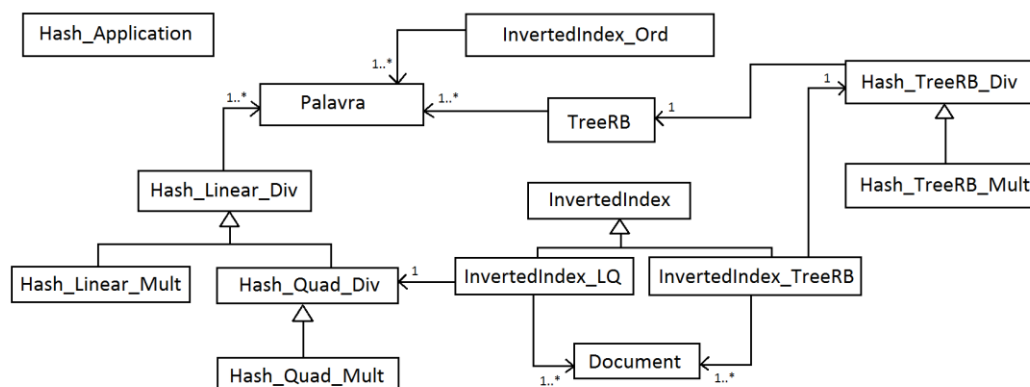 Hash_Application
InvertedIndex_Ord
1..*
Palavra
1..*
1..*
TreeRB
1
1
Hash_TreeRB_Div
Hash_TreeRB_Mult
Hash_Linear_Div
InvertedIndex
Hash_Linear_Mult
Hash_Quad_Div
1
InvertedIndex_LQ
InvertedIndex_TreeRB
Hash_Quad_Mult
Document
1..*
1..*